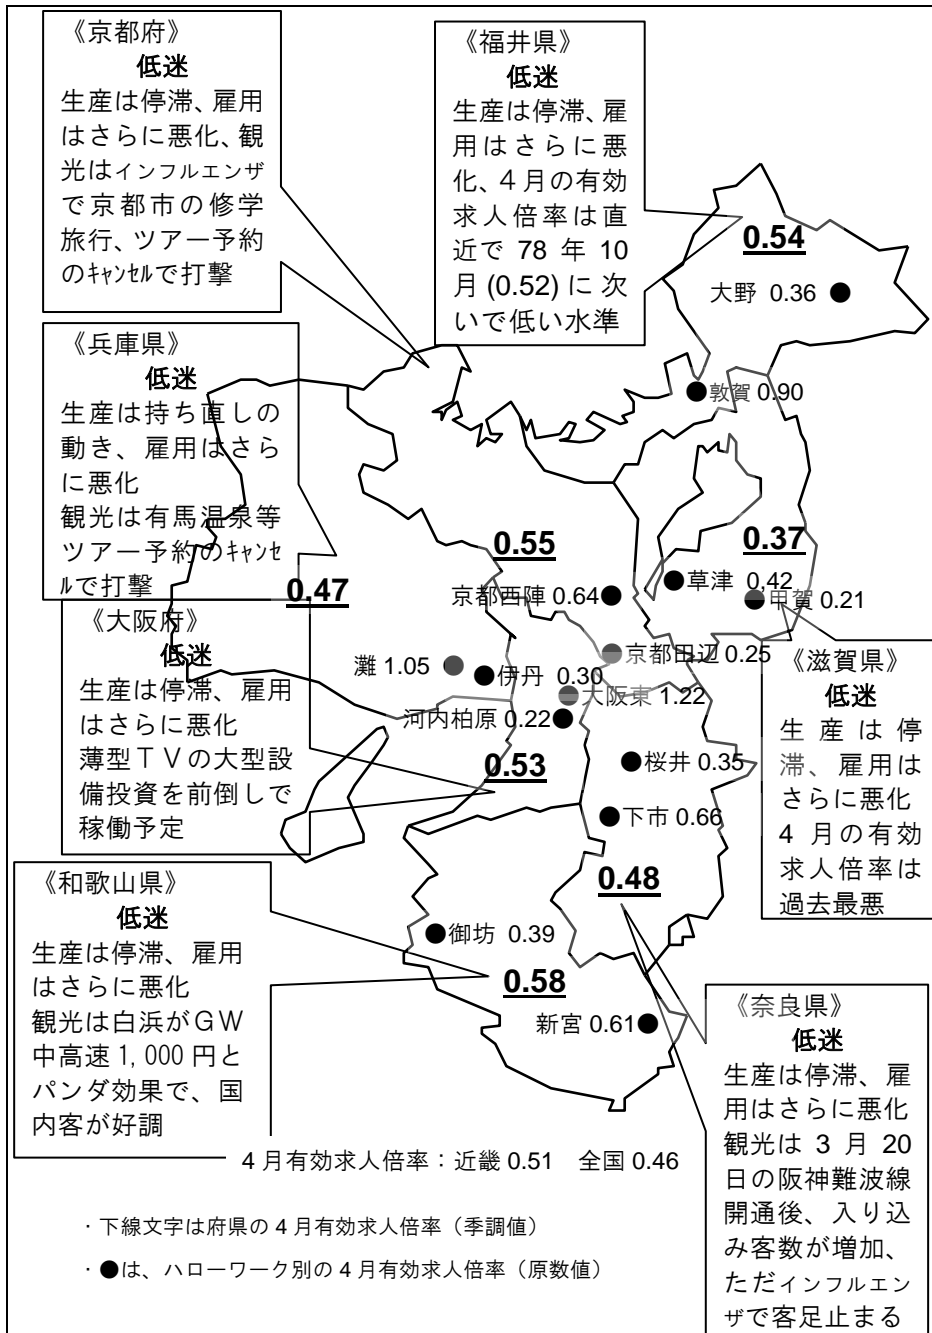 《京都府》
低迷
生産は停滞、雇用
はさらに悪化、観
光はインフルエンザ
で京都市の修学
旅行、ツアー予約
のキャンセルで打撃
《福井県》
低迷
生産は停滞、雇
用はさらに悪
化、４月の有効
求人倍率は直
近で 78 年 10
月(0.52)に次
いで低い水準
0.54
大野 0.36
敦賀 0.90
《兵庫県》
低迷
生産は持ち直しの
動き、雇用はさら
に悪化
観光は有馬温泉等
ツアー予約のキャンセ
ルで打撃
0.47
0.55
0.37
京都西陣 0.64
草津 0.42
甲賀 0.21
《大阪府》
低迷
生産は停滞、雇用
はさらに悪化
薄型ＴＶの大型設
備投資を前倒しで
稼働予定
灘 1.05
伊丹 0.30
京都田辺 0.25
大阪東 1.22
河内柏原 0.22
0.53
桜井 0.35
下市 0.66
0.48
《滋賀県》
低迷
生産は停
滞、雇用は
さらに悪化
４月の有効
求人倍率は
過去最悪
《和歌山県》
低迷
生産は停滞、雇用
はさらに悪化
観光は白浜がＧＷ
中高速 1,000 円と
パンダ効果で、国
内客が好調
御坊 0.39
0.58
新宮 0.61
《奈良県》
低迷
生産は停滞、雇
用はさらに悪化
観光は 3 月 20
日の阪神難波線
開通後、入り込
み客数が増加、
ただインフルエン
ザで客足止まる
４月有効求人倍率：近畿 0.51　全国 0.46
・下線文字は府県の４月有効求人倍率（季調値）
・●は、ハローワーク別の４月有効求人倍率（原数値）